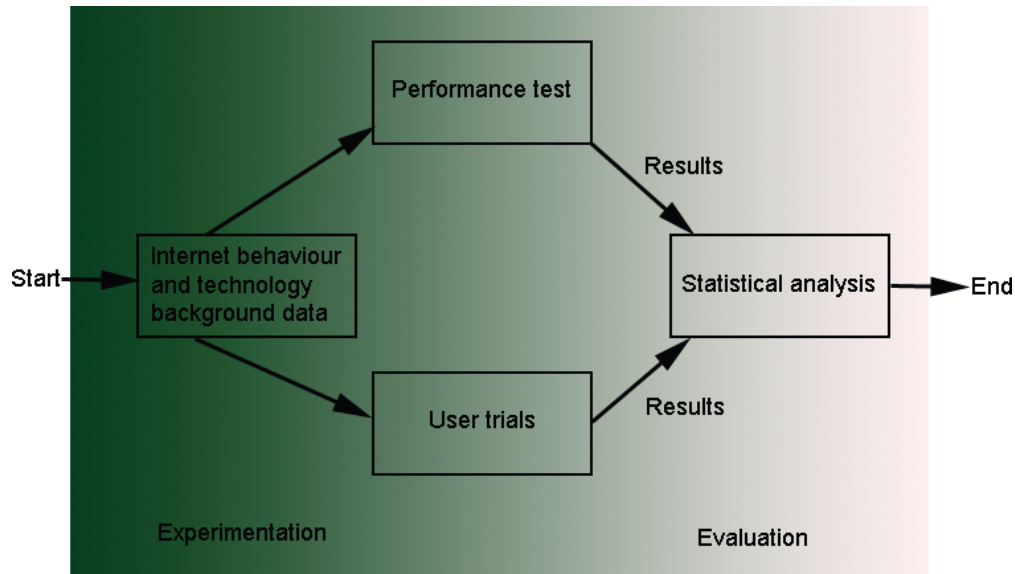 Performance test
Results
Start
Internet behaviour
and technology
background data
Statistical analysis
End
User trials
Results
Experimentation
Evaluation